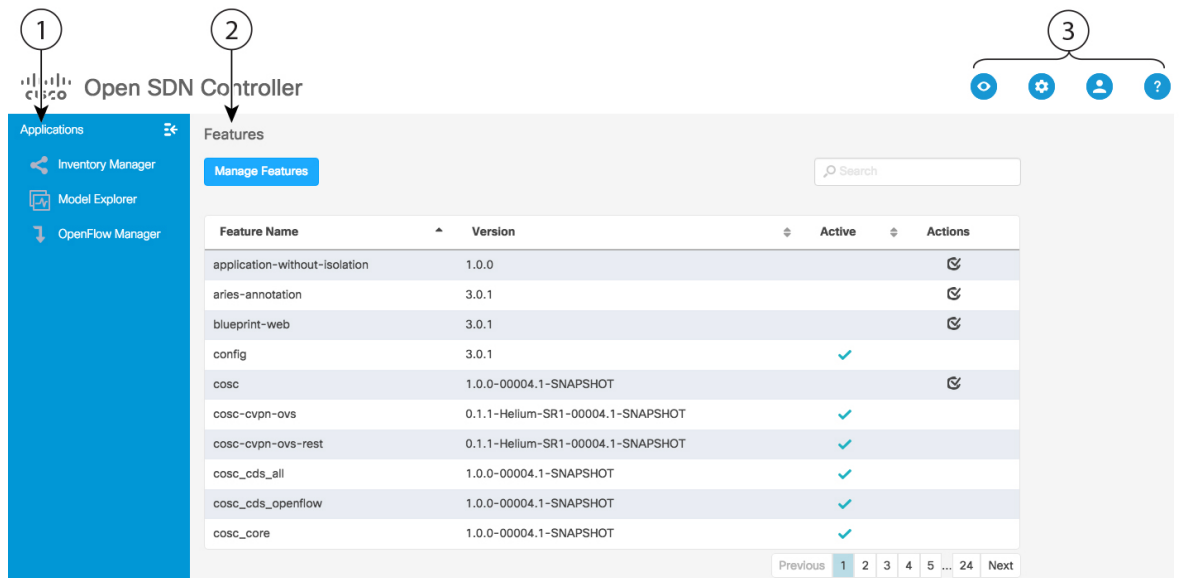 1
2
3
cisco Open SDN Controller
?
Applications
Features
Inventory Manager
Manage Features
Search
Model Explorer
OpenFlow Manager
Feature Name Version Active Actions
application-without-isolation 1.0.0
aries-annotation 3.0.1
blueprint-web 3.0.1
config 3.0.1
cosc 1.0.0-00004.1-SNAPSHOT
cosc-cvpn-ovs 0.1.1-Helium-SR1-00004.1-SNAPSHOT
cosc-cvpn-ovs-rest 0.1.1-Helium-SR1-00004.1-SNAPSHOT
cosc_cds_all 1.0.0-00004.1-SNAPSHOT
cosc_cds_openflow 1.0.0-00004.1-SNAPSHOT
cosc_core 1.0.0-00004.1-SNAPSHOT
Previous 1 2 3 4 5 ... 24 Next